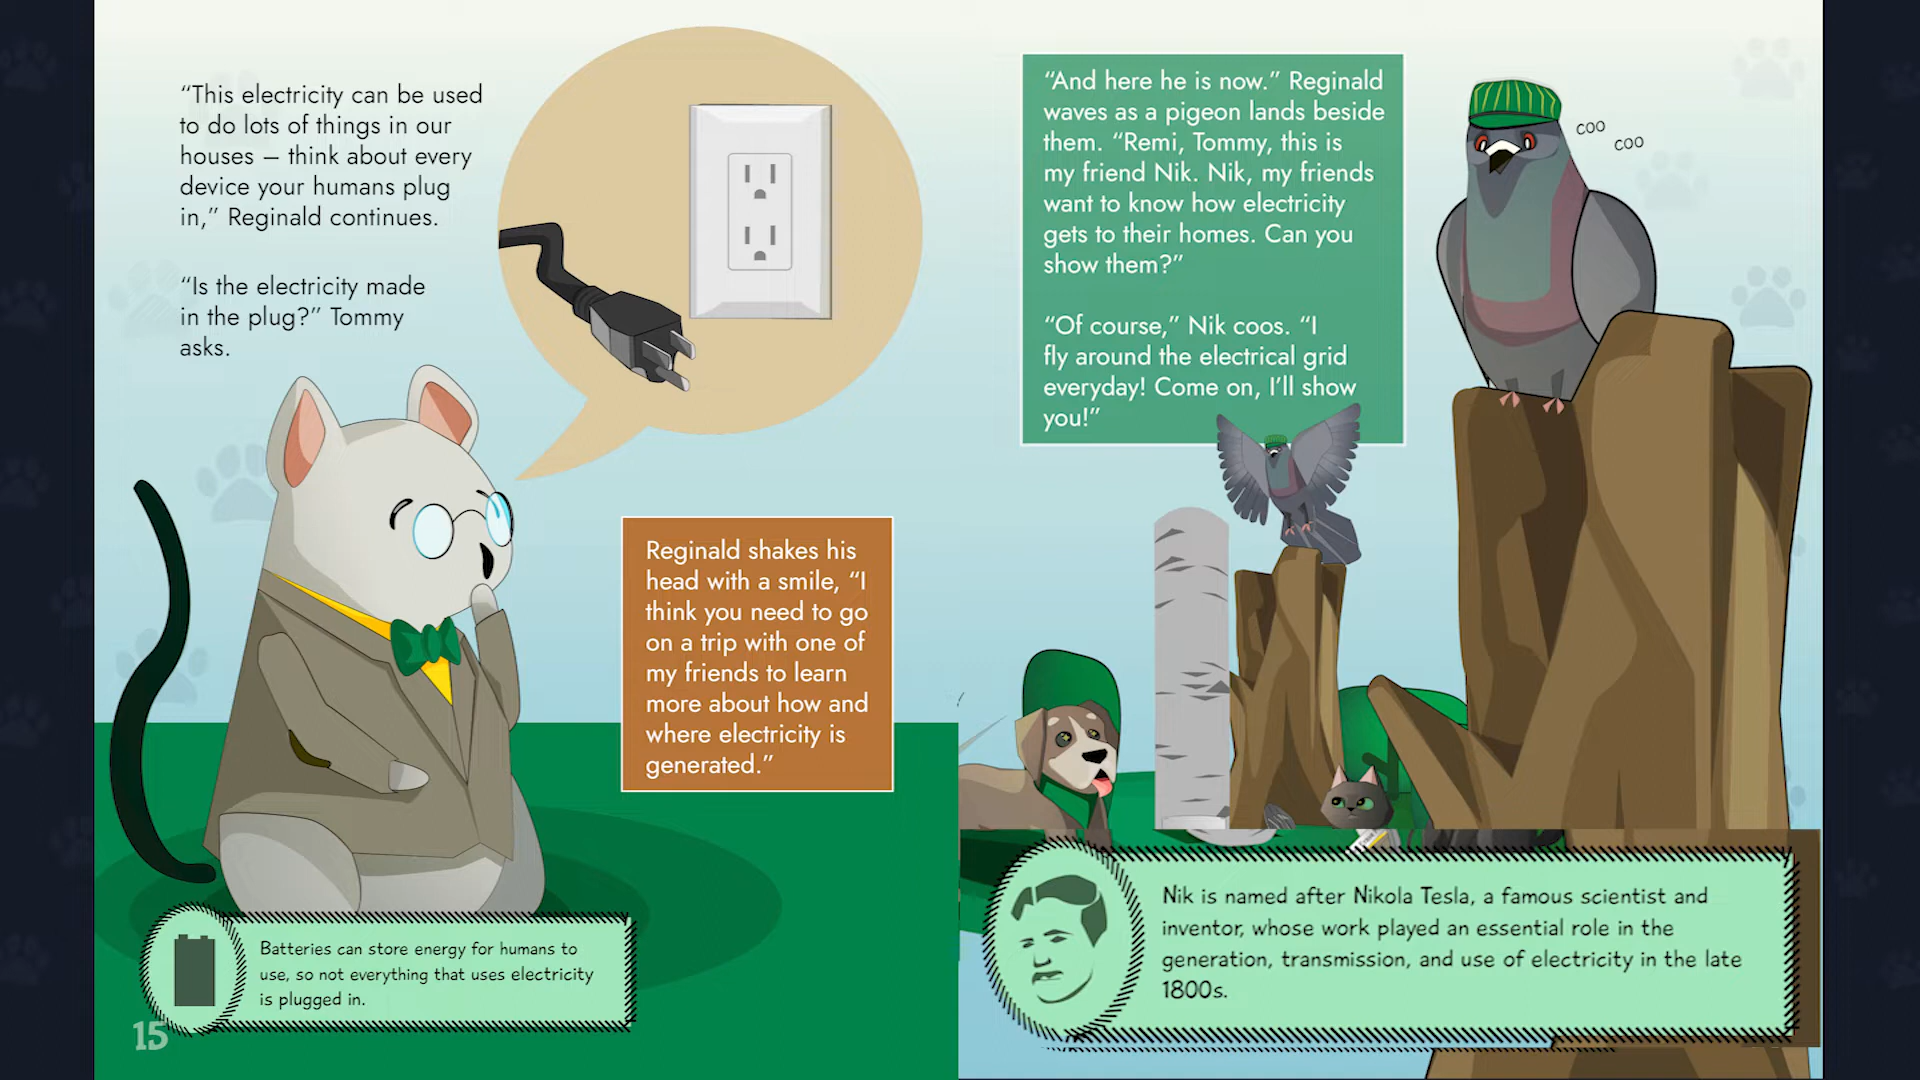 “This electricity can be used
to do lots of things in our
houses – think about every
device your humans plug
in,” Reginald continues.
“Is the electricity made
in the plug?” Tommy
asks.
Reginald shakes his
head with a smile, “I
think you need to go
on a trip with one of
my friends to learn
more about how and
where electricity is
generated.”
Batteries can store energy for humans to
use, so not everything that uses electricity
is plugged in.
15
“And here he is now.” Reginald
waves as a pigeon lands beside
them. “Remi, Tommy, this is
my friend Nik. Nik, my friends
want to know how electricity
gets to their homes. Can you
show them?”
“Of course,” Nik coos. “I
fly around the electrical grid
everyday! Come on, I’ll show
you!”
coo
coo
Nik is named after Nikola Tesla, a famous scientist and
inventor, whose work played an essential role in the
generation, transmission, and use of electricity in the late
1800s.